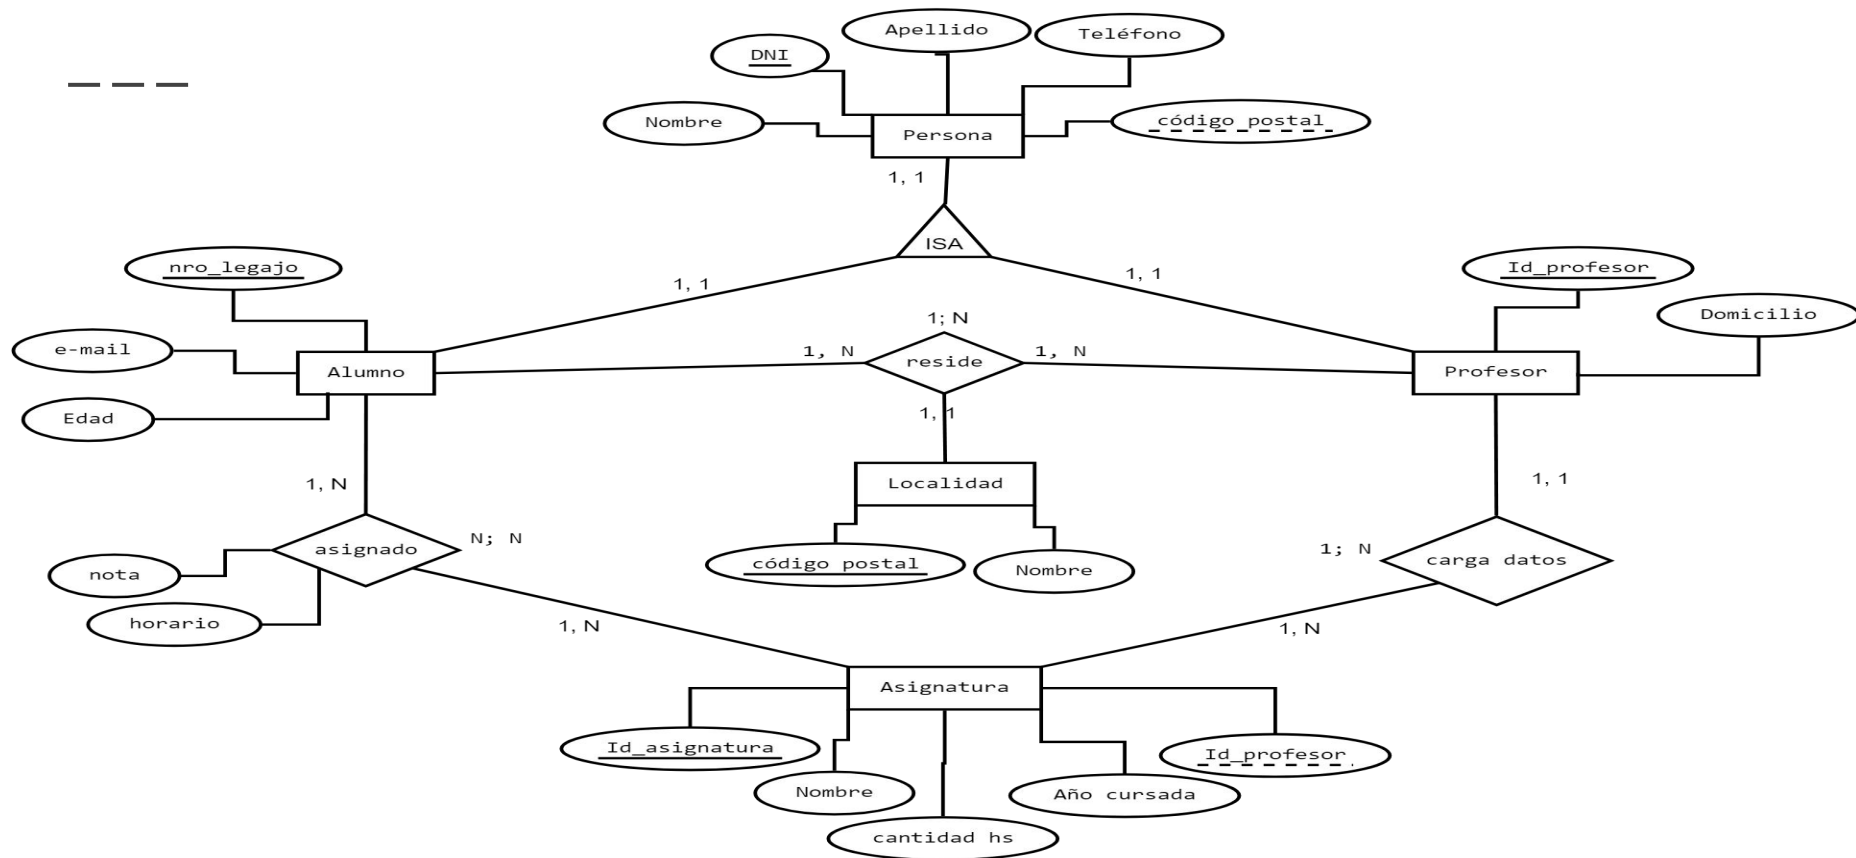 Apellido
Teléfono
DNI
Nombre
código postal
Persona
1, 1
ISA
nro_legajo
Id_profesor
1, 1
1, 1
Domicilio
1; N
e-mail
Alumno
1, N
reside
1, N
Profesor
Edad
1, 1
1, N
Localidad
1, 1
asignado
N; N
1; N
carga datos
nota
código postal
Nombre
horario
1, N
1, N
Asignatura
Id_asignatura
Id_profesor
Nombre
Año cursada
cantidad hs